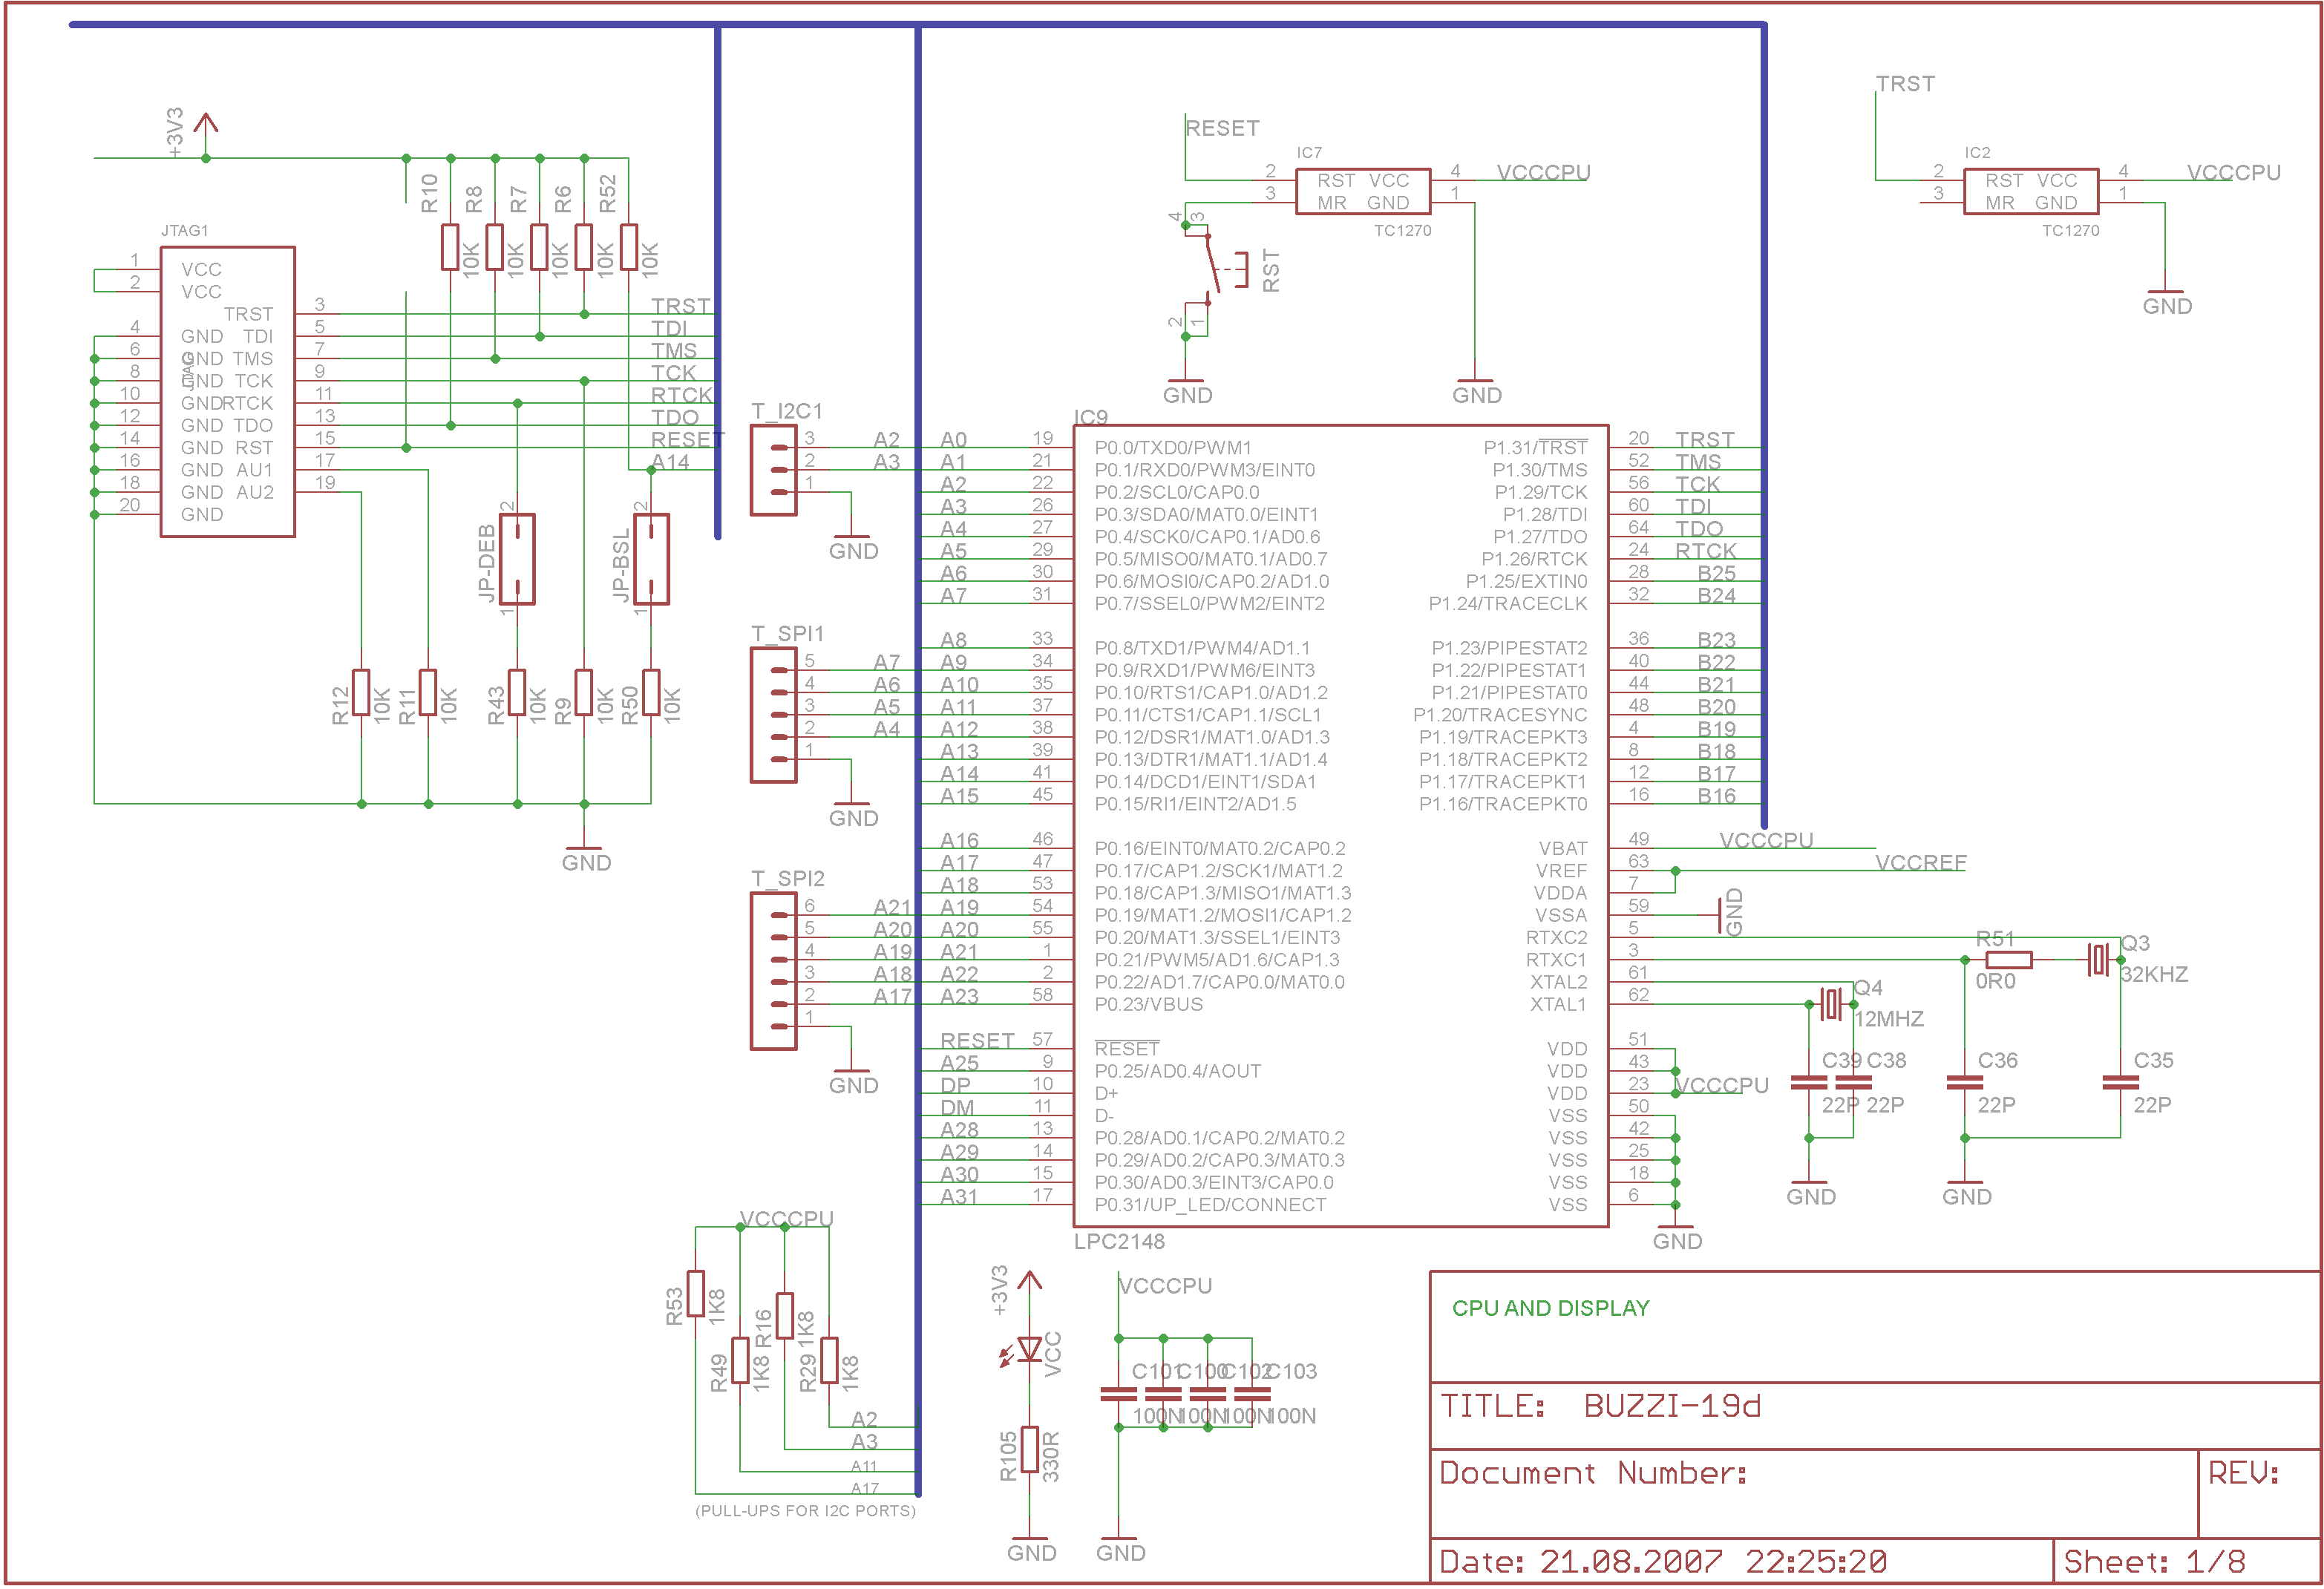 +3V3
R10
10K
R8
10K
R7
10K
R6
10K
R52
10K
JTAG1
1 VCC
2 VCC
TRST 3 TRST
4 GND TDI 5 TDI
6 GND TMS 7 TMS
8 GND TCK 9 TCK
10 GND RTCK 11 RTCK
12 GND TDO 13 TDO
14 GND RST 15 RESET
16 GND AU1 17 A14
18 GND AU2 19
20 GND
JP-DEB
2
1
JP-BSL
2
1
R12
10K
R11
10K
R43
10K
R9
10K
R50
10K
GND
T_I2C1
3 A2
2 A3
1
GND
T_SPI1
5 A7
4 A6
3 A5
2 A4
1
GND
T_SPI2
6 A21
5 A20
4 A19
3 A18
2 A17
1
GND
RESET
IC7
2 RST VCC 4 VCCCPU
3 MR GND 1
TC1270
4 3
RST
2 1
GND
GND
TRST
IC2
2 RST VCC 4 VCCCPU
3 MR GND 1
TC1270
GND
IC9
A0 19 P0.0/TXD0/PWM1
A1 21 P0.1/RXD0/PWM3/EINT0
A2 22 P0.2/SCL0/CAP0.0
A3 26 P0.3/SDA0/MAT0.0/EINT1
A4 27 P0.4/SCK0/CAP0.1/AD0.6
A5 29 P0.5/MISO0/MAT0.1/AD0.7
A6 30 P0.6/MOSI0/CAP0.2/AD1.0
A7 31 P0.7/SSEL0/PWM2/EINT2
A8 33 P0.8/TXD1/PWM4/AD1.1
A9 34 P0.9/RXD1/PWM6/EINT3
A10 35 P0.10/RTS1/CAP1.0/AD1.2
A11 37 P0.11/CTS1/CAP1.1/SCL1
A12 38 P0.12/DSR1/MAT1.0/AD1.3
A13 39 P0.13/DTR1/MAT1.1/AD1.4
A14 41 P0.14/DCD1/EINT1/SDA1
A15 45 P0.15/RI1/EINT2/AD1.5
A16 46 P0.16/EINT0/MAT0.2/CAP0.2
A17 47 P0.17/CAP1.2/SCK1/MAT1.2
A18 53 P0.18/CAP1.3/MISO1/MAT1.3
A19 54 P0.19/MAT1.2/MOSI1/CAP1.2
A20 55 P0.20/MAT1.3/SSEL1/EINT3
A21 1 P0.21/PWM5/AD1.6/CAP1.3
A22 2 P0.22/AD1.7/CAP0.0/MAT0.0
A23 58 P0.23/VBUS
RESET 57 RESET
A25 9 P0.25/AD0.4/AOUT
DP 10 D+
DM 11 D-
A28 13 P0.28/AD0.1/CAP0.2/MAT0.2
A29 14 P0.29/AD0.2/CAP0.3/MAT0.3
A30 15 P0.30/AD0.3/EINT3/CAP0.0
A31 17 P0.31/UP_LED/CONNECT
P1.31/TRST 20 TRST
P1.30/TMS 52 TMS
P1.29/TCK 56 TCK
P1.28/TDI 60 TDI
P1.27/TDO 64 TDO
P1.26/RTCK 24 RTCK
P1.25/EXTIN0 28 B25
P1.24/TRACECLK 32 B24
P1.23/PIPESTAT2 36 B23
P1.22/PIPESTAT1 40 B22
P1.21/PIPESTAT0 44 B21
P1.20/TRACESYNC 48 B20
P1.19/TRACEPKT3 4 B19
P1.18/TRACEPKT2 8 B18
P1.17/TRACEPKT1 12 B17
P1.16/TRACEPKT0 16 B16
VBAT 49 VCCCPU
VREF 63 VCCREF
VDDA 7
VSSA 59 GND
RTXC2 5
RTXC1 3
XTAL2 61
XTAL1 62
VDD 51
VDD 43
VDD 23 VCCCPU
VSS 50
VSS 42
VSS 25
VSS 18
VSS 6
GND
LPC2148
R51
0R0
Q3
32KHZ
Q4
12MHZ
C39
22P
C38
22P
C36
22P
C35
22P
GND
GND
VCCCPU
R53
1K8
R49
1K8
R16
1K8
R29
1K8
A2
A3
A11
A17
(PULL-UPS FOR I2C PORTS)
+3V3
VCC
R105
330R
GND
VCCCPU
C101 C100 C102 C103
100N 100N 100N 100N
GND
CPU AND DISPLAY
TITLE: BUZZI-19d
Document Number:
REV:
Date: 21.08.2007 22:25:20
Sheet: 1/8